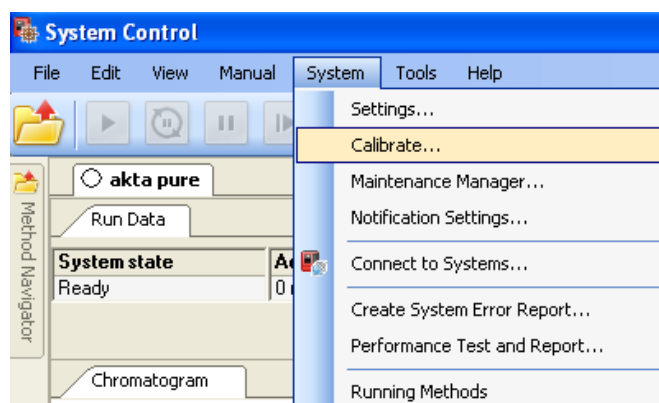 System Control
File Edit View Manual System Tools Help
Settings...
Calibrate...
Maintenance Manager...
Notification Settings...
Connect to Systems...
Create System Error Report...
Performance Test and Report...
Running Methods
Method Navigator
akta pure
Run Data
System state
Ready
0
Chromatogram